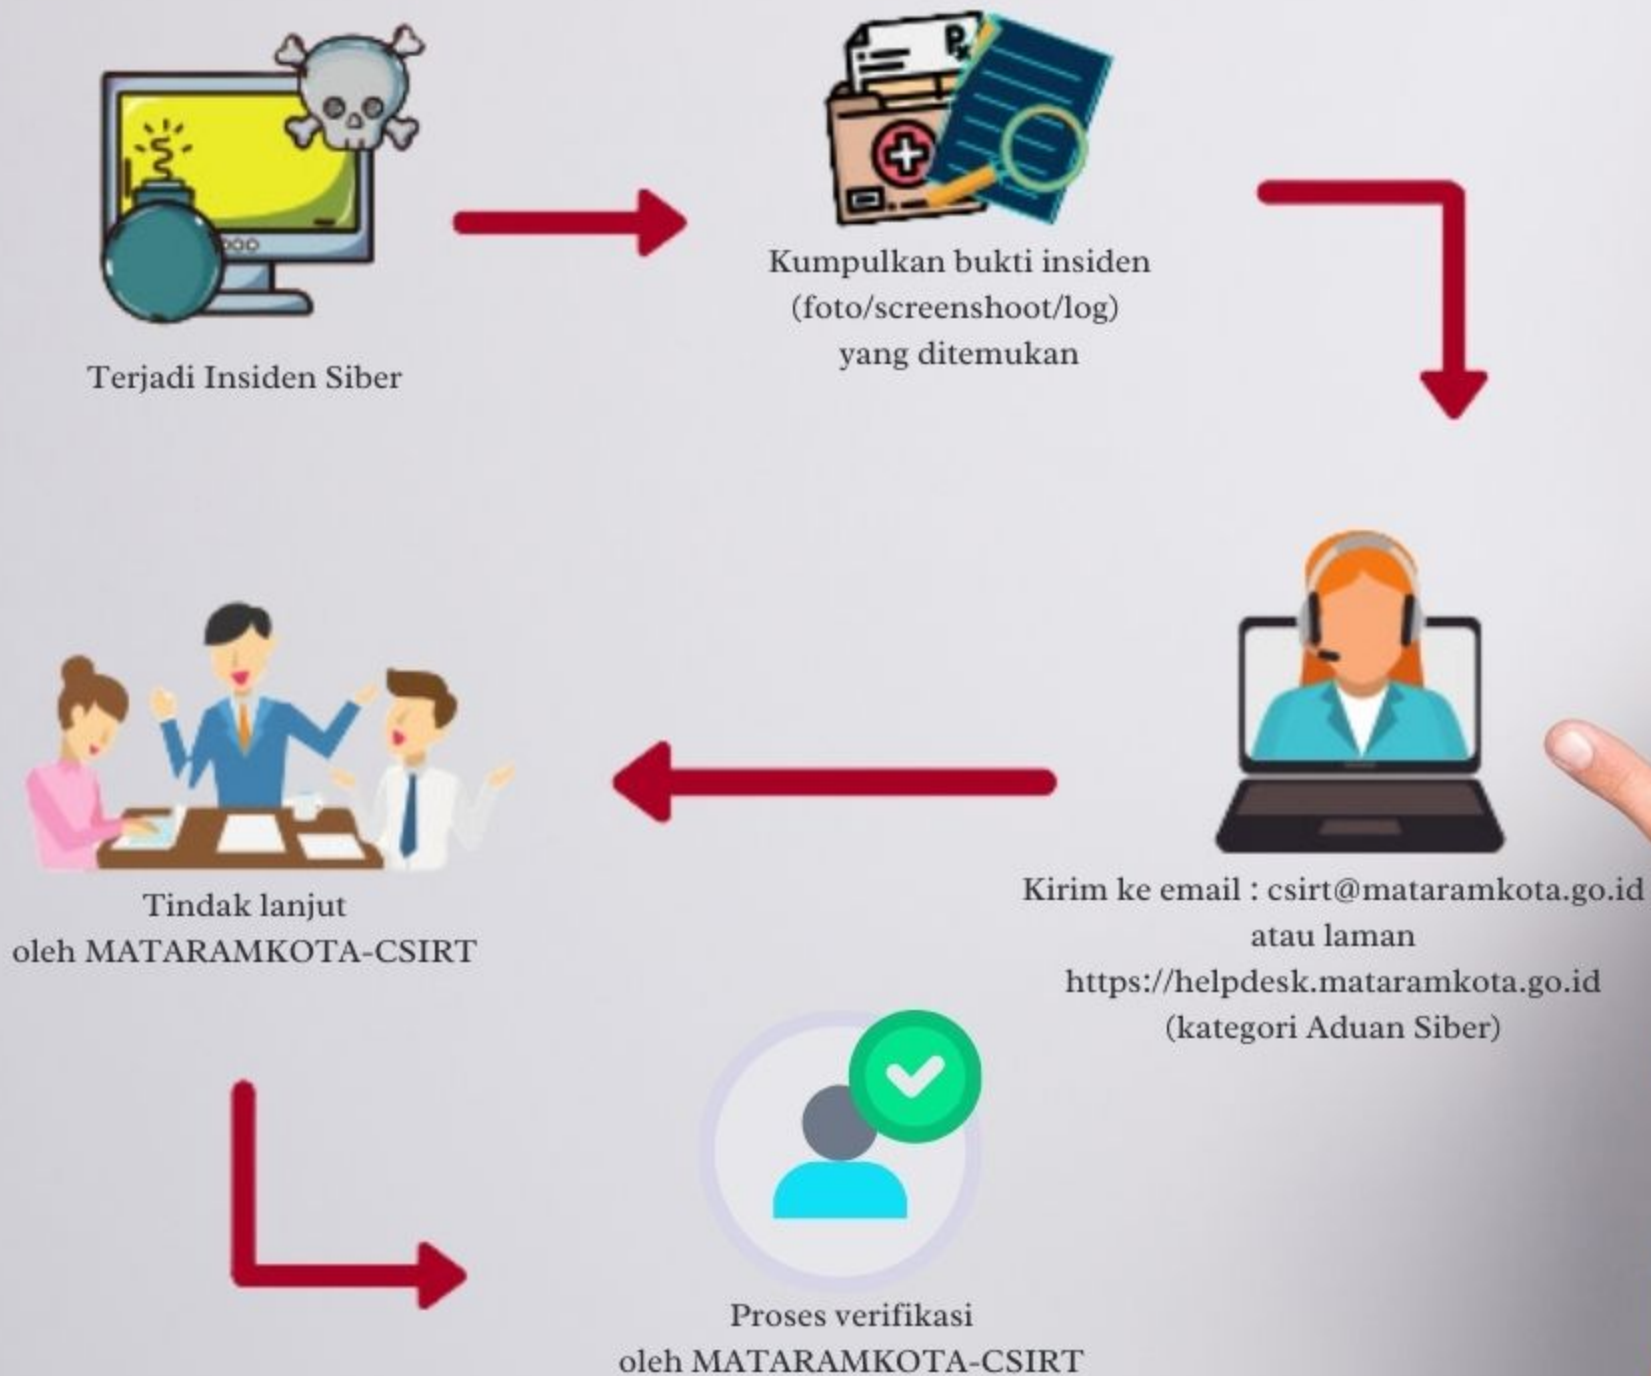 Terjadi Insiden Siber
Kumpulkan bukti insiden
(foto/screenshoot/log)
yang ditemukan
Kirim ke email : csirt@mataramkota.go.id
atau laman
https://helpdesk.mataramkota.go.id
(kategori Aduan Siber)
Tindak lanjut
oleh MATARAMKOTA-CSIRT
Proses verifikasi
oleh MATARAMKOTA-CSIRT